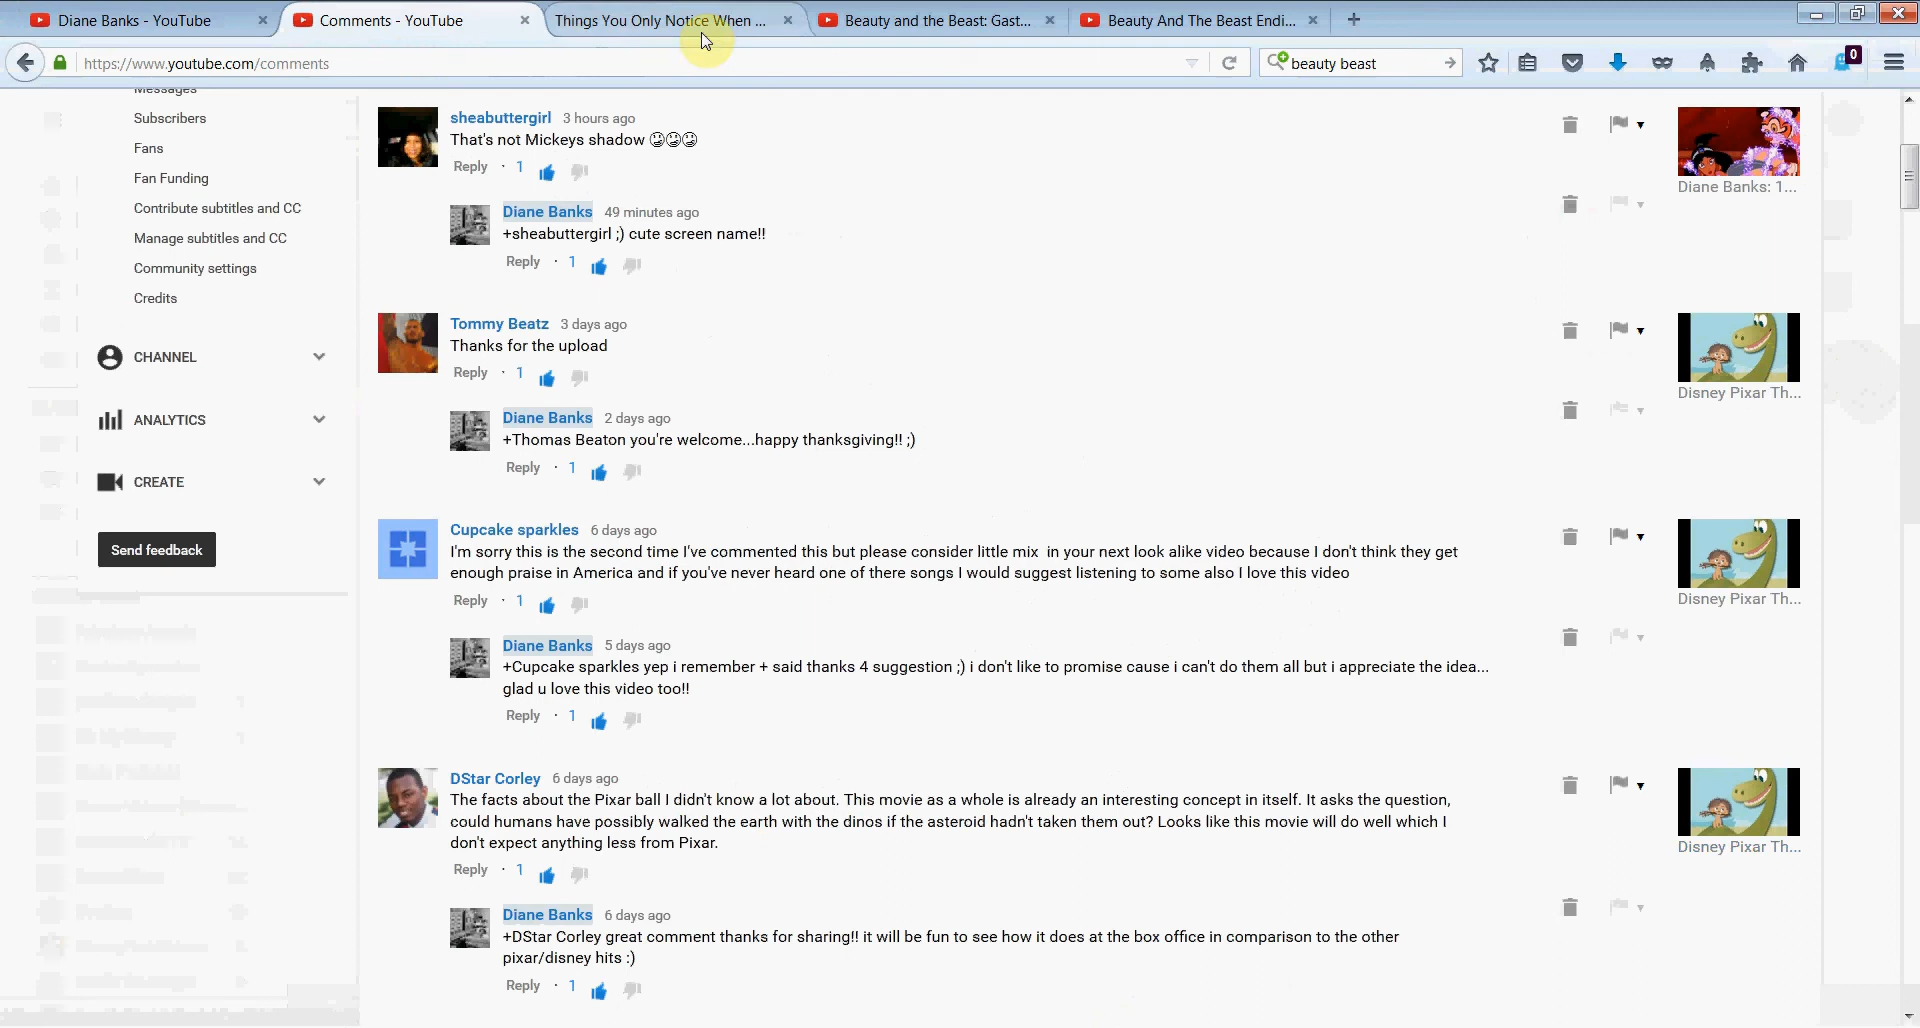 Diane Banks - YouTube
Comments - YouTube
Things You Only Notice When ...
Beauty and the Beast: Gast...
Beauty And The Beast Endi...
https://www.youtube.com/comments
beauty beast
0
Messages
Subscribers
Fans
Fan Funding
Contribute subtitles and CC
Manage subtitles and CC
Community settings
Credits
CHANNEL
ANALYTICS
CREATE
Send feedback
sheabuttergirl 3 hours ago
That's not Mickeys shadow
Reply · 1
Diane Banks: 1...
Diane Banks 49 minutes ago
+sheabuttergirl ;) cute screen name!!
Reply · 1
Tommy Beatz 3 days ago
Thanks for the upload
Reply · 1
Disney Pixar Th...
Diane Banks 2 days ago
+Thomas Beaton you're welcome...happy thanksgiving!! ;)
Reply · 1
Cupcake sparkles 6 days ago
I'm sorry this is the second time I've commented this but please consider little mix in your next look alike video because I don't think they get
enough praise in America and if you've never heard one of there songs I would suggest listening to some also I love this video
Reply · 1
Disney Pixar Th...
Diane Banks 5 days ago
+Cupcake sparkles yep i remember + said thanks 4 suggestion ;) i don't like to promise cause i can't do them all but i appreciate the idea...
glad u love this video too!!
Reply · 1
DStar Corley 6 days ago
The facts about the Pixar ball I didn't know a lot about. This movie as a whole is already an interesting concept in itself. It asks the question,
could humans have possibly walked the earth with the dinos if the asteroid hadn't taken them out? Looks like this movie will do well which I
don't expect anything less from Pixar.
Reply · 1
Disney Pixar Th...
Diane Banks 6 days ago
+DStar Corley great comment thanks for sharing!! it will be fun to see how it does at the box office in comparison to the other
pixar/disney hits :)
Reply · 1